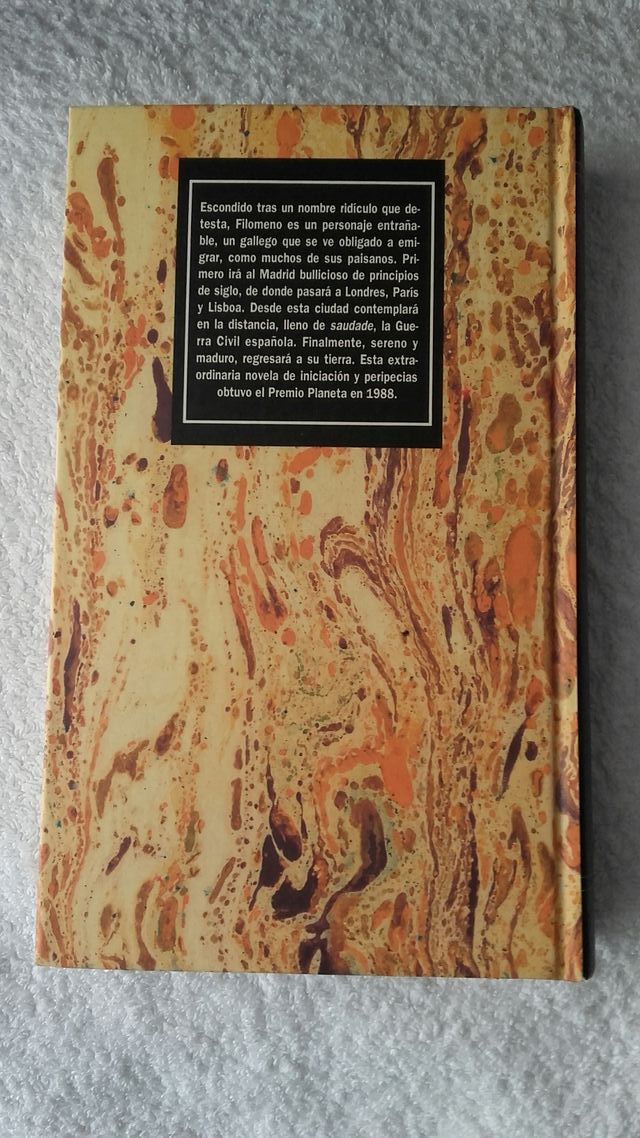 Escondido tras un nombre ridículo que de-
testa, Filomeno es un personaje entraña-
ble, un gallego que se ve obligado a emi-
grar, como muchos de sus paisanos. Pri-
mero irá al Madrid bullicioso de principios
de siglo, de donde pasará a Londres, París
y Lisboa. Desde esta ciudad contemplará
en la distancia, lleno de saudade, la Gue-
rra Civil española. Finalmente, sereno y
maduro, regresará a su tierra. Esta extra-
ordinaria novela de iniciación y peripecias
obtuvo el Premio Planeta en 1988.